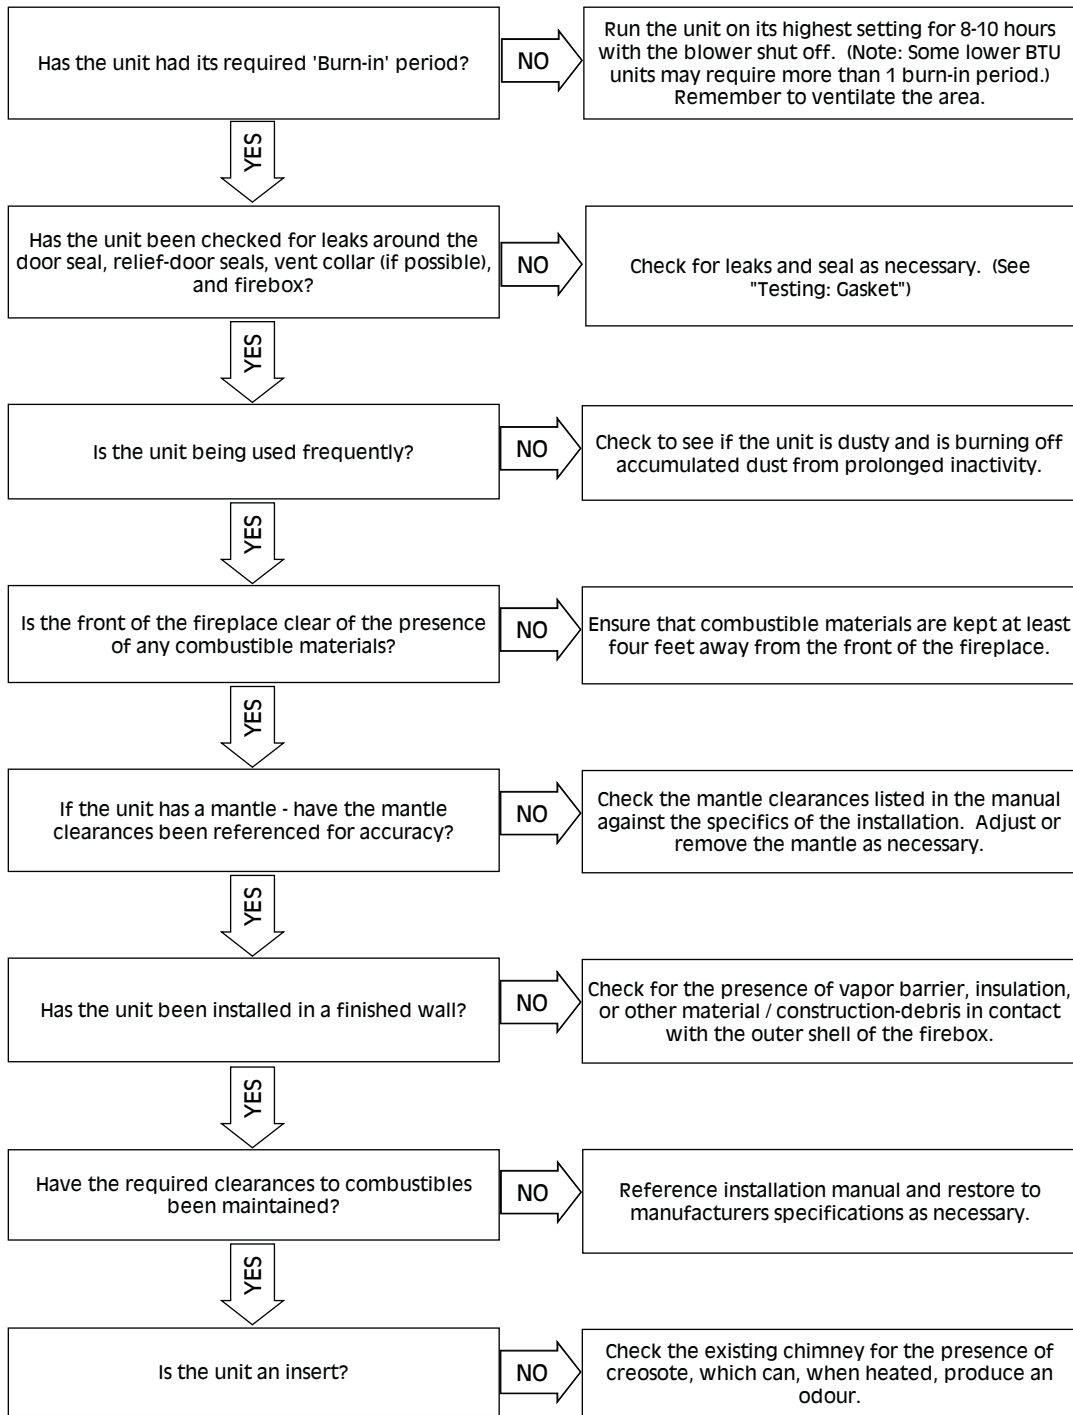 Has the unit had its required 'Burn-in' period?
NO
Run the unit on its highest setting for 8-10 hours
with the blower shut off.  (Note: Some lower BTU
units may require more than 1 burn-in period.)
Remember to ventilate the area.
YES
Has the unit been checked for leaks around the
door seal, relief-door seals, vent collar (if possible),
and firebox?
NO
Check for leaks and seal as necessary.  (See
"Testing: Gasket")
YES
Is the unit being used frequently?
NO
Check to see if the unit is dusty and is burning off
accumulated dust from prolonged inactivity.
YES
Is the front of the fireplace clear of the presence
of any combustible materials?
NO
Ensure that combustible materials are kept at least
four feet away from the front of the fireplace.
YES
If the unit has a mantle - have the mantle
clearances been referenced for accuracy?
NO
Check the mantle clearances listed in the manual
against the specifics of the installation.  Adjust or
remove the mantle as necessary.
YES
Has the unit been installed in a finished wall?
NO
Check for the presence of vapor barrier, insulation,
or other material / construction-debris in contact
with the outer shell of the firebox.
YES
Have the required clearances to combustibles
been maintained?
NO
Reference installation manual and restore to
manufacturers specifications as necessary.
YES
Is the unit an insert?
NO
Check the existing chimney for the presence of
creosote, which can, when heated, produce an
odour.